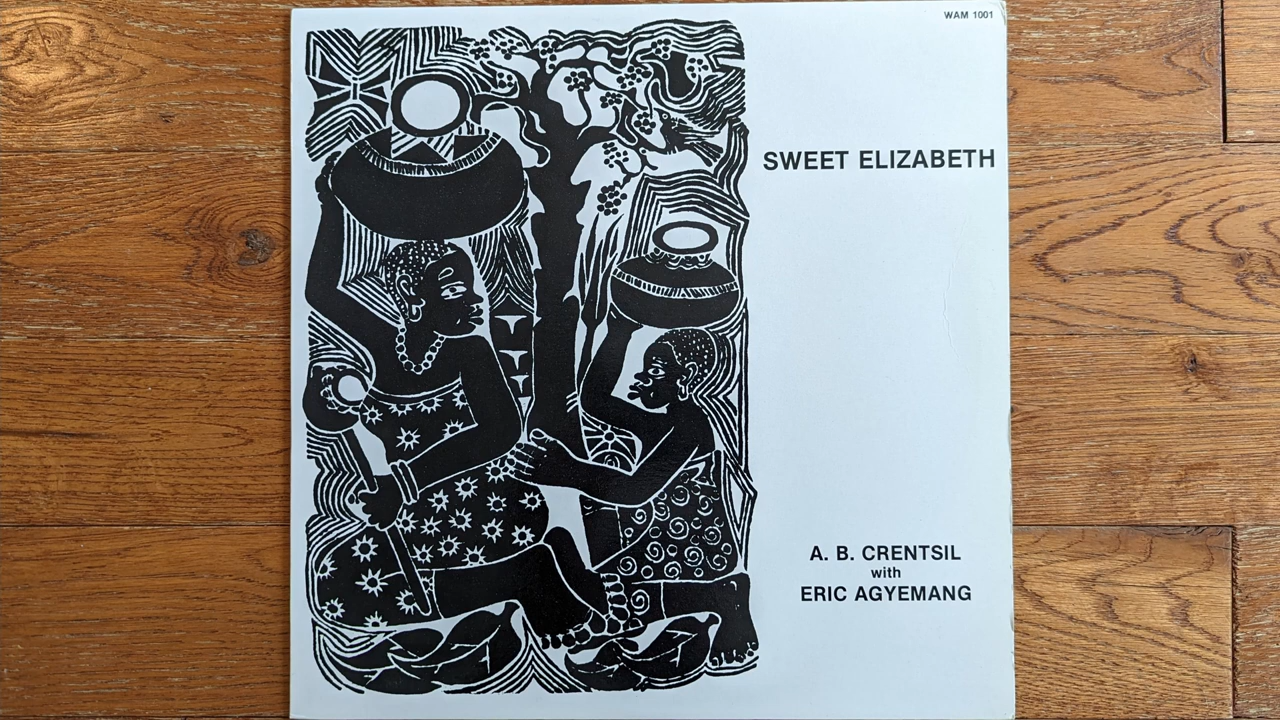 WAM 1001
SWEET ELIZABETH
A. B. CRENTSIL
with
ERIC AGYEMANG